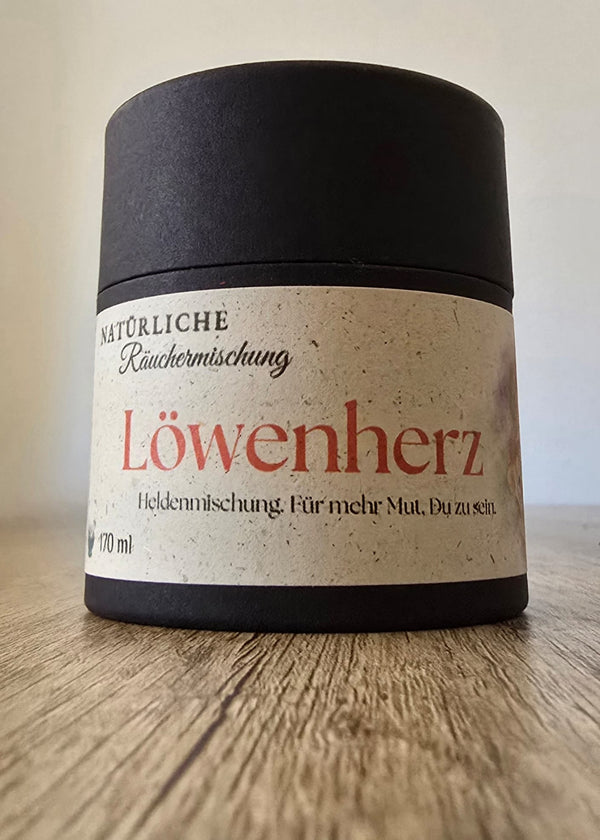 NATÜRLICHE
Räuchermischung
Löwenherz
Heldenmischung. Für mehr Mut, Du zu sein.
170 ml